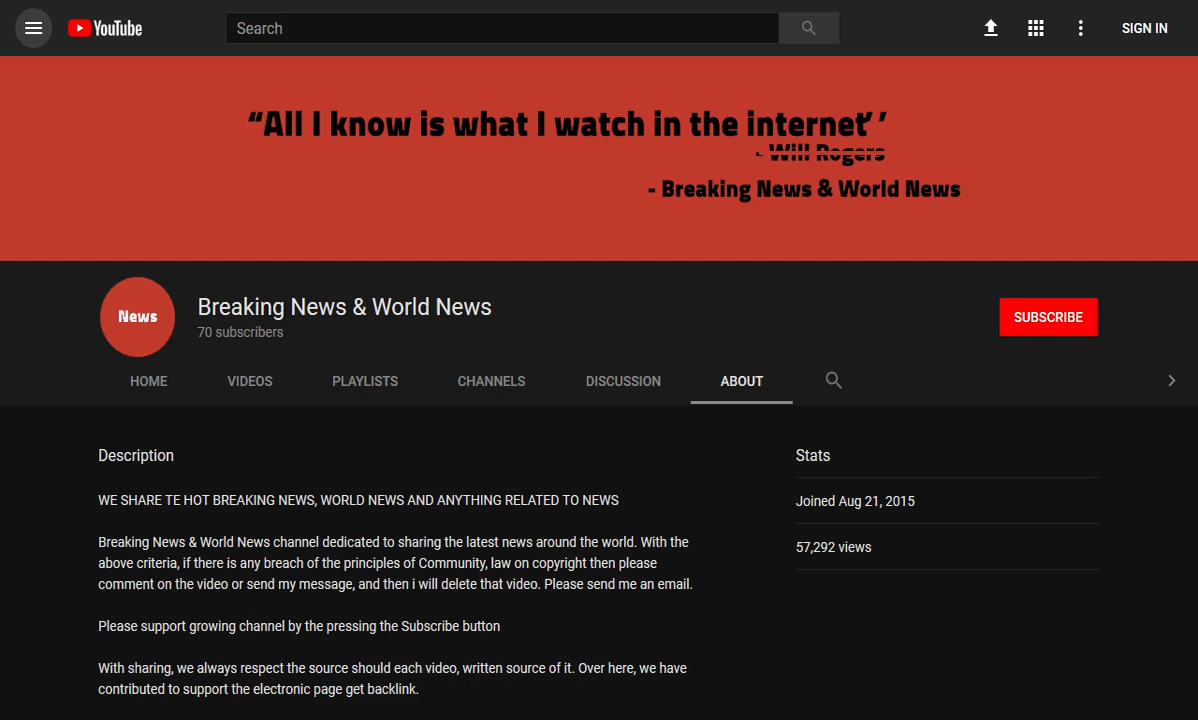 YouTube
Search
SIGN IN
“All I know is what I watch in the internet’’
- Will Rogers
- Breaking News & World News
News
Breaking News & World News
70 subscribers
SUBSCRIBE
HOME VIDEOS PLAYLISTS CHANNELS DISCUSSION ABOUT
Description
WE SHARE TE HOT BREAKING NEWS, WORLD NEWS AND ANYTHING RELATED TO NEWS
Breaking News & World News channel dedicated to sharing the latest news around the world. With the
above criteria, if there is any breach of the principles of Community, law on copyright then please
comment on the video or send my message, and then i will delete that video. Please send me an email.
Please support growing channel by the pressing the Subscribe button
With sharing, we always respect the source should each video, written source of it. Over here, we have
contributed to support the electronic page get backlink.
Stats
Joined Aug 21, 2015
57,292 views